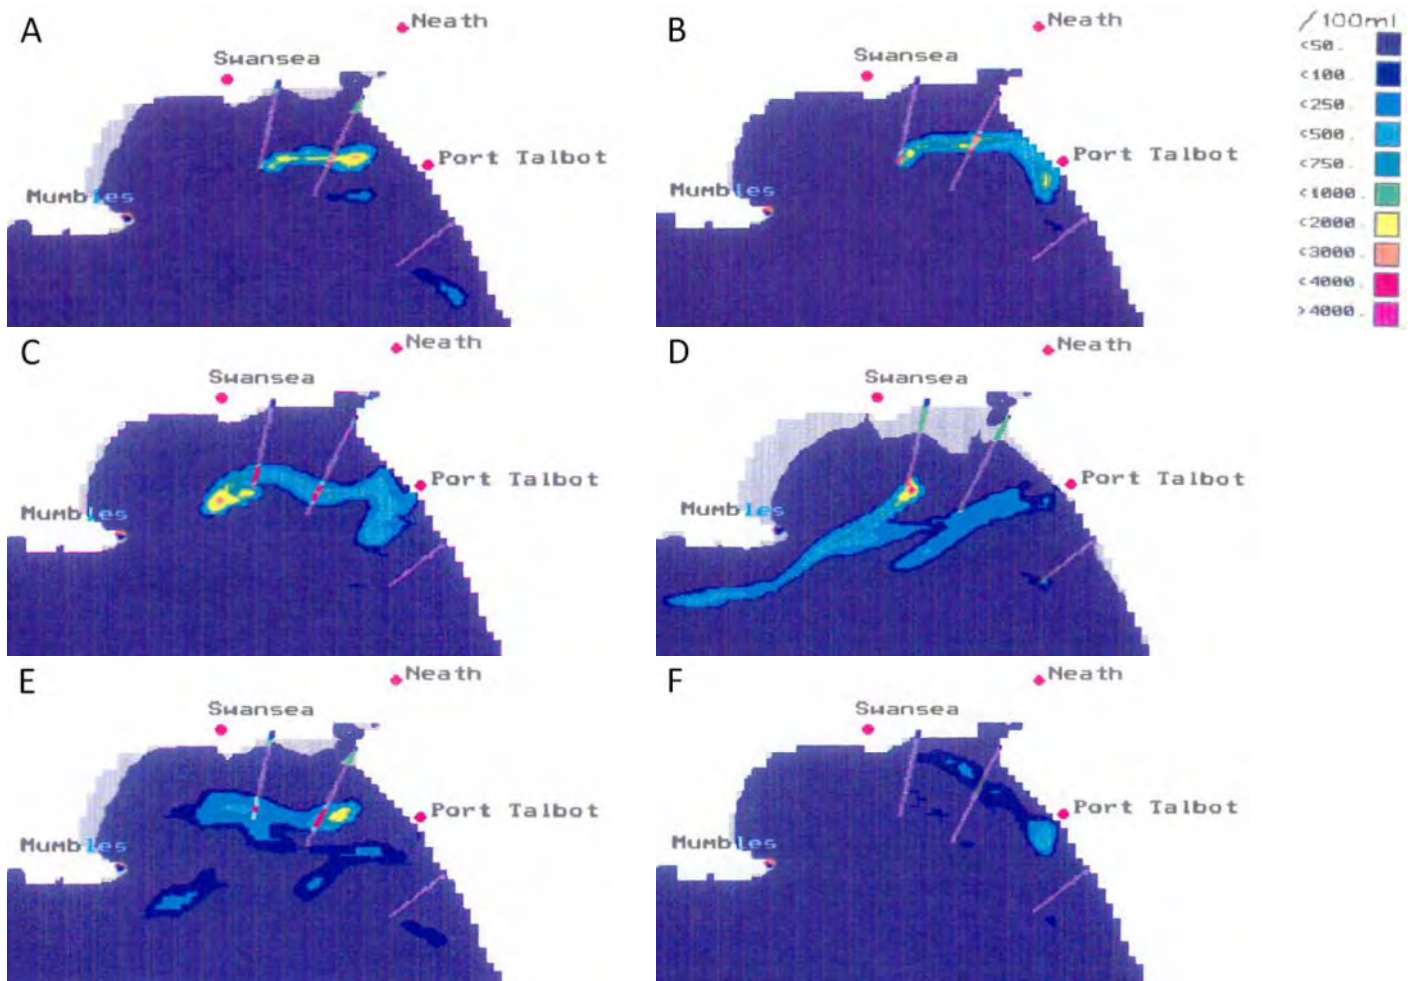 A
Neath
Swansea
Port Talbot
Mumbles
B
Neath
Swansea
Port Talbot
Mumbles
/100ml
<50.
<100.
<250.
<500.
<750.
<1000.
<2000.
<3000.
<4000.
>4000.
C
Neath
Swansea
Port Talbot
Mumbles
D
Neath
Swansea
Port Talbot
Mumbles
E
Neath
Swansea
Port Talbot
Mumbles
F
Neath
Swansea
Port Talbot
Mumbles